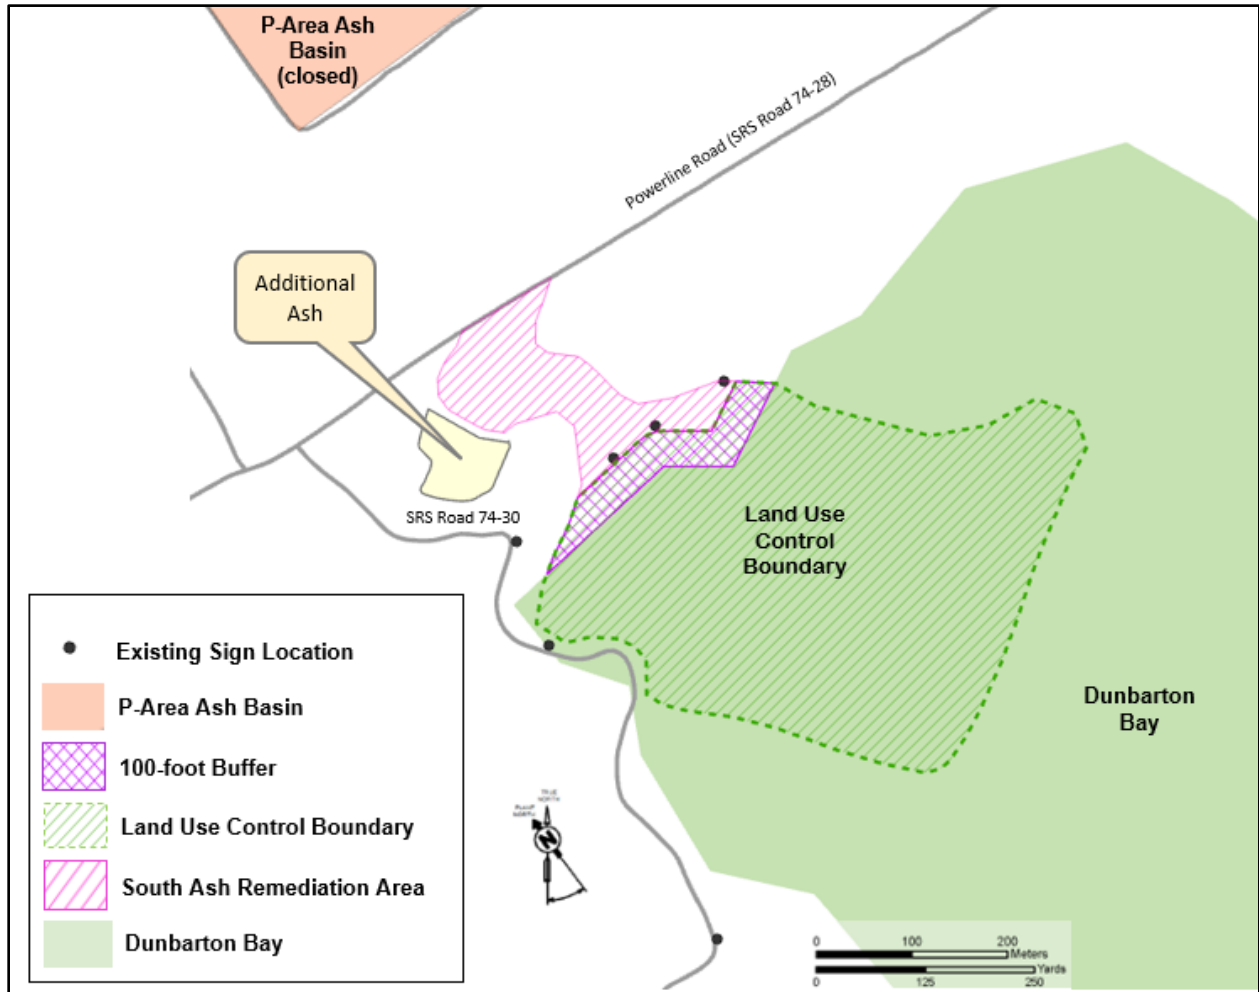 P-Area Ash
Basin
(closed)
Powerline Road (SRS Road 74-28)
Additional
Ash
SRS Road 74-30
Land Use
Control
Boundary
Dunbarton
Bay
Existing Sign Location
P-Area Ash Basin
100-foot Buffer
Land Use Control Boundary
South Ash Remediation Area
Dunbarton Bay
TRUE
NORTH
PLANT
NORTH
N
0 100 200
Meters
Yards
0 125 250